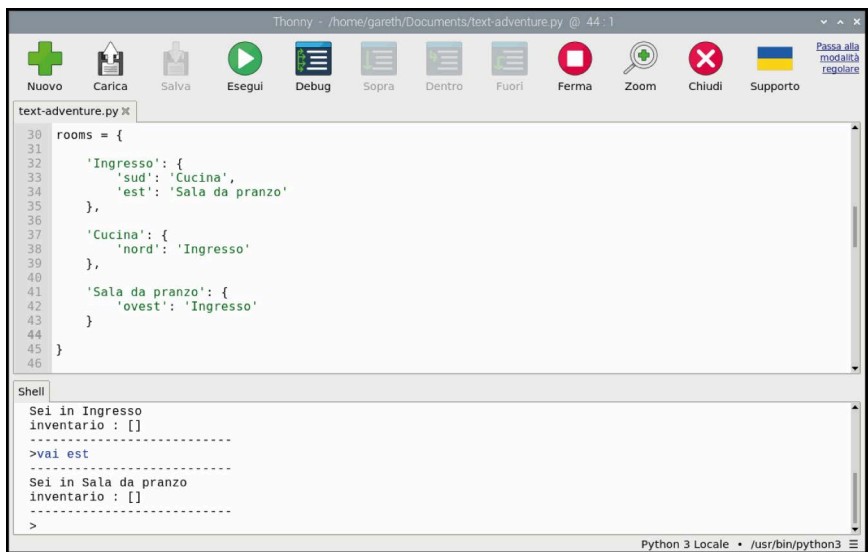 Thonny - /home/gareth/Documents/text-adventure.py @ 44 : 1
Nuovo Carica Salva Esegui Debug Sopra Dentro Fuori Ferma Zoom Chiudi Supporto
Passa alla
modalità
regolare
text-adventure.py
30 rooms = {
31
32     'Ingresso': {
33         'sud': 'Cucina',
34         'est': 'Sala da pranzo'
35     },
36
37     'Cucina': {
38         'nord': 'Ingresso'
39     },
40
41     'Sala da pranzo': {
42         'ovest': 'Ingresso'
43     }
44
45 }
46
Shell
Sei in Ingresso
inventario : []
---------------------------
>vai est
---------------------------
Sei in Sala da pranzo
inventario : []
---------------------------
>
Python 3 Locale • /usr/bin/python3